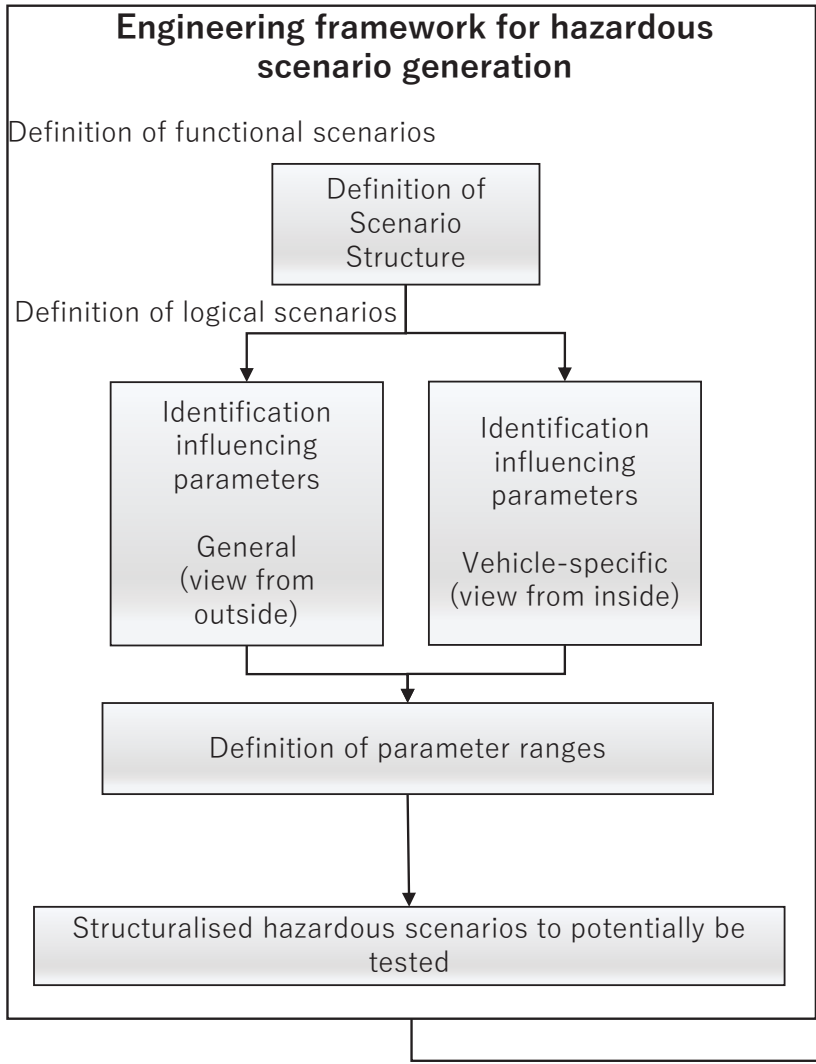 Engineering framework for hazardous
scenario generation
Definition of functional scenarios
Definition of
Scenario
Structure
Definition of logical scenarios
Identification
influencing
parameters
General
(view from
outside)
Identification
influencing
parameters
Vehicle-specific
(view from inside)
Definition of parameter ranges
Structuralised hazardous scenarios to potentially be
tested